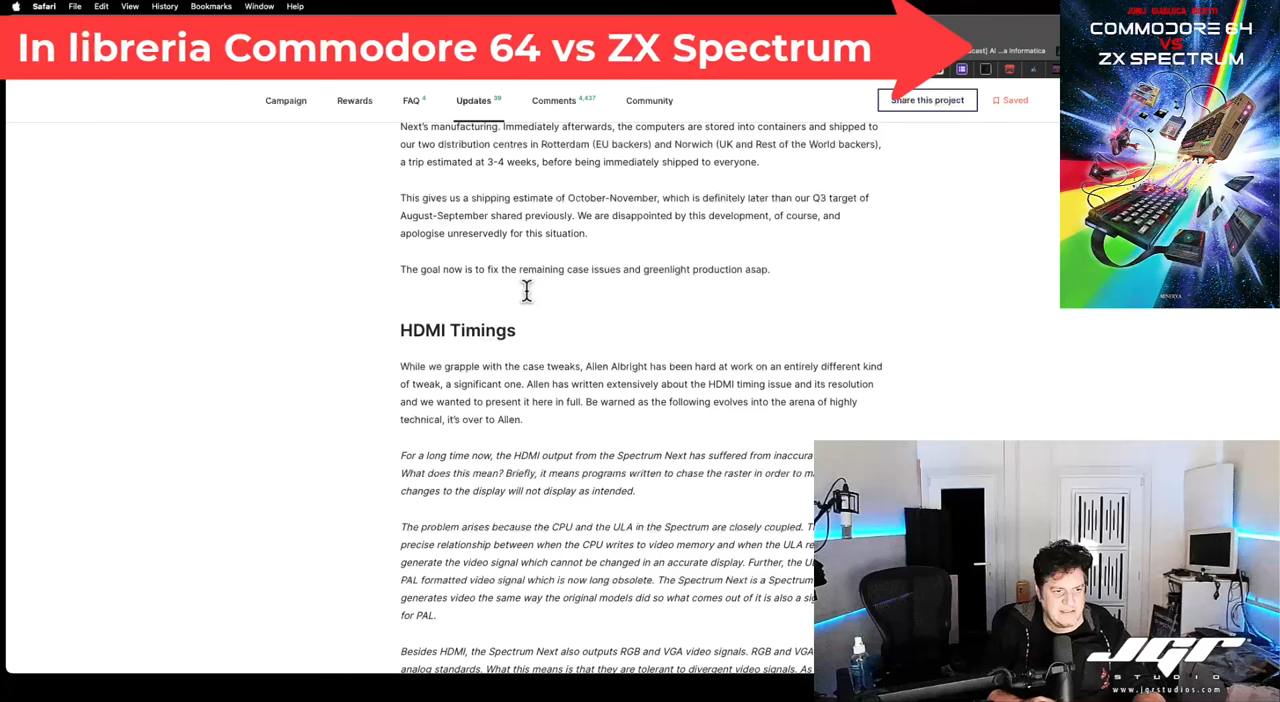 Safari File Edit View History Bookmarks Window Help
In libreria Commodore 64 vs ZX Spectrum
COMMODORE 64
VS
ZX SPECTRUM
MINERVA
Campaign Rewards FAQ 4 Updates 39 Comments 4,437 Community Share this project Saved
Next's manufacturing. Immediately afterwards, the computers are stored into containers and shipped to
our two distribution centres in Rotterdam (EU backers) and Norwich (UK and Rest of the World backers),
a trip estimated at 3-4 weeks, before being immediately shipped to everyone.
This gives us a shipping estimate of October-November, which is definitely later than our Q3 target of
August-September shared previously. We are disappointed by this development, of course, and
apologise unreservedly for this situation.
The goal now is to fix the remaining case issues and greenlight production asap.
HDMI Timings
While we grapple with the case tweaks, Allen Albright has been hard at work on an entirely different kind
of tweak, a significant one. Allen has written extensively about the HDMI timing issue and its resolution
and we wanted to present it here in full. Be warned as the following evolves into the arena of highly
technical, it's over to Allen.
For a long time now, the HDMI output from the Spectrum Next has suffered from inaccura
What does this mean? Briefly, it means programs written to chase the raster in order to m
changes to the display will not display as intended.
The problem arises because the CPU and the ULA in the Spectrum are closely coupled. T
precise relationship between when the CPU writes to video memory and when the ULA re
generate the video signal which cannot be changed in an accurate display. Further, the U
PAL formatted video signal which is now long obsolete. The Spectrum Next is a Spectrum
generates video the same way the original models did so what comes out of it is also a si
for PAL.
Besides HDMI, the Spectrum Next also outputs RGB and VGA video signals. RGB and VGA
analog standards. What this means is that they are tolerant to divergent video signals. As
JGR
STUDIO
www.jgrstudios.com